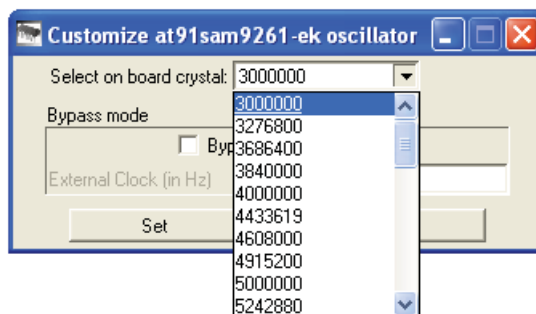 Customize at91sam9261-ek oscillator
Select on board crystal: 3000000
3000000
Bypass mode
3276800
3686400
3840000
External Clock (in Hz)
4000000
4433619
Set
4608000
4915200
5000000
5242880